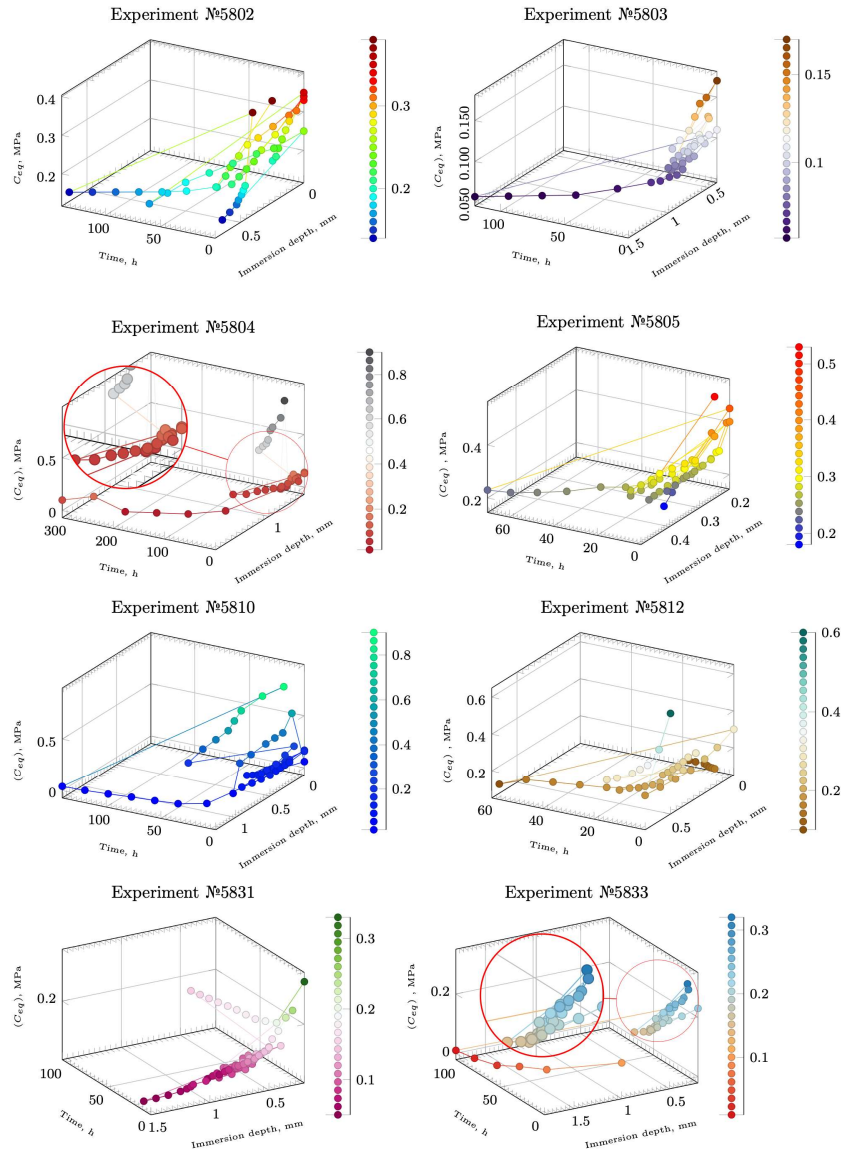 Experiment №5802
C_eq, MPa
0.4
0.3
0.2
100
50
0
Time, h
0.5
0
Immersion depth, mm
0.3
0.2
Experiment №5803
⟨C_eq⟩, MPa
0.150
0.100
0.050
100
50
0
Time, h
1.5
1
0.5
Immersion depth, mm
0.15
0.1
Experiment №5804
⟨C_eq⟩, MPa
0.5
0
300
200
100
0
Time, h
1
Immersion depth, mm
0.8
0.6
0.4
0.2
Experiment №5805
⟨C_eq⟩, MPa
0.4
0.2
60
40
20
0
Time, h
0.4
0.3
0.2
Immersion depth, mm
0.5
0.4
0.3
0.2
Experiment №5810
⟨C_eq⟩, MPa
0.5
0
100
50
0
Time, h
1
0.5
0
Immersion depth, mm
0.8
0.6
0.4
0.2
Experiment №5812
⟨C_eq⟩, MPa
0.6
0.4
0.2
60
40
20
0
Time, h
0.5
0
Immersion depth, mm
0.6
0.4
0.2
Experiment №5831
⟨C_eq⟩, MPa
0.2
100
50
0
Time, h
1.5
1
0.5
Immersion depth, mm
0.3
0.2
0.1
Experiment №5833
⟨C_eq⟩, MPa
0.2
0
100
50
0
Time, h
1.5
1
0.5
Immersion depth, mm
0.3
0.2
0.1